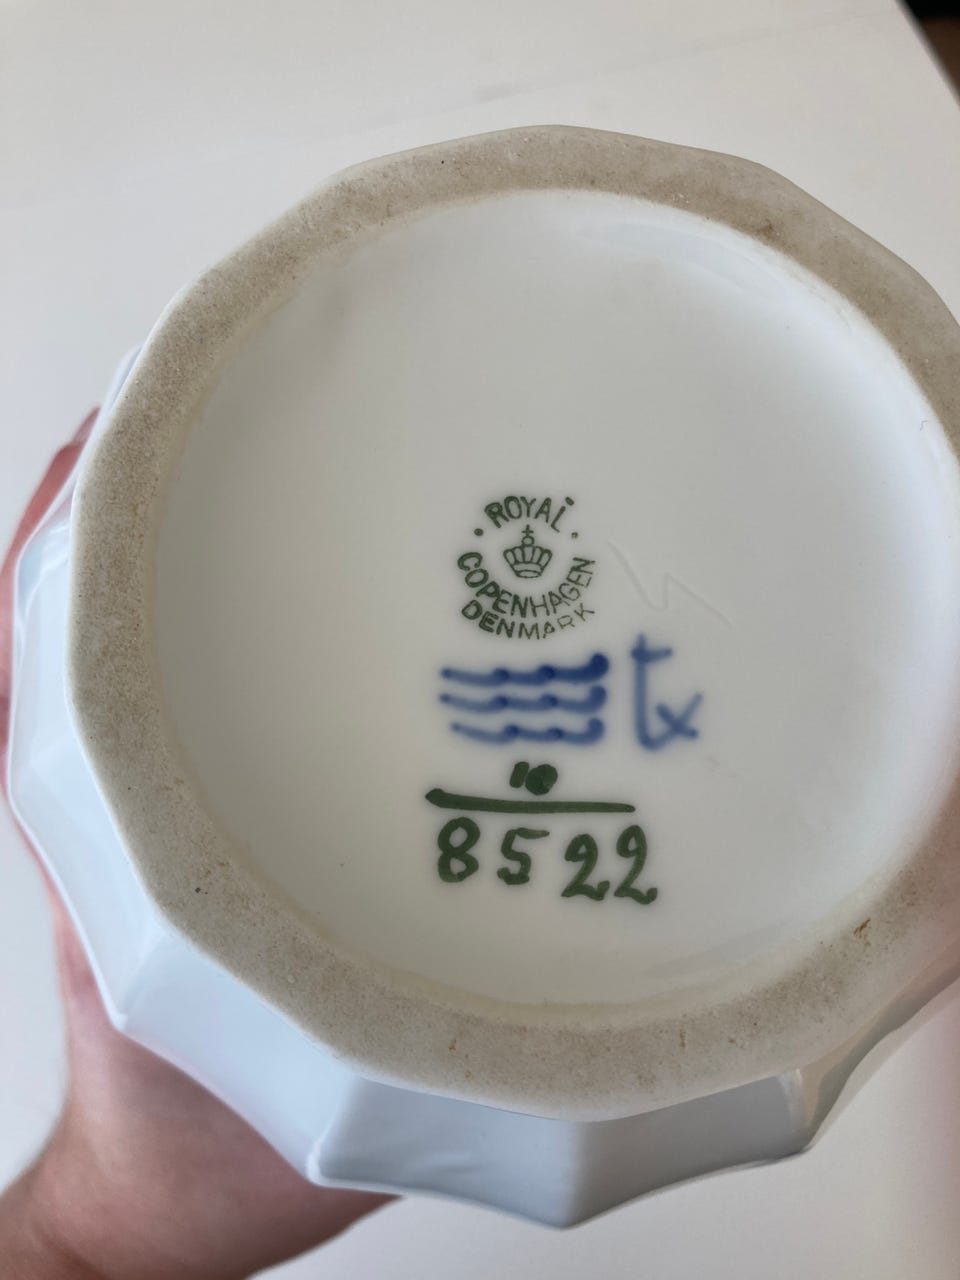 ROYAL
COPENHAGEN
DENMARK
tx
10
8522